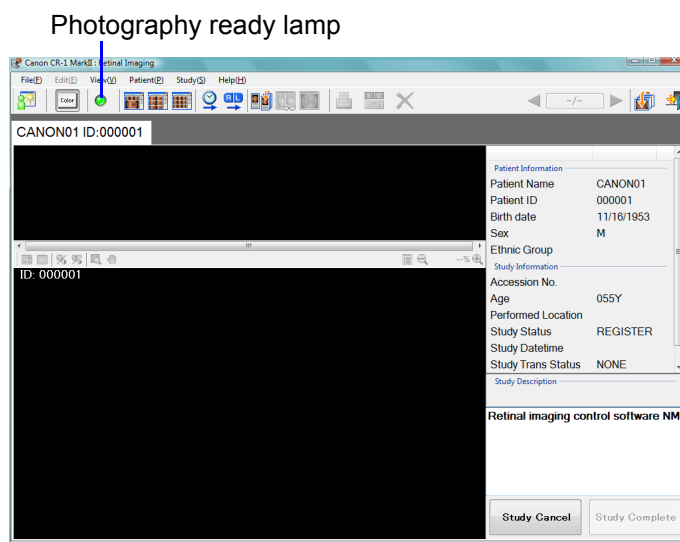 Photography ready lamp
Canon CR-1 MarkII : Retinal Imaging
File(F) Edit(E) View(V) Patient(P) Study(S) Help(H)
Color
-/-
CANON01 ID:000001
Patient Information
Patient Name CANON01
Patient ID 000001
Birth date 11/16/1953
Sex M
Ethnic Group
--%
Study Information
ID: 000001
Accession No.
Age 055Y
Performed Location
Study Status REGISTER
Study Datetime
Study Trans Status NONE
Study Description
Retinal imaging control software NM
Study Cancel Study Complete